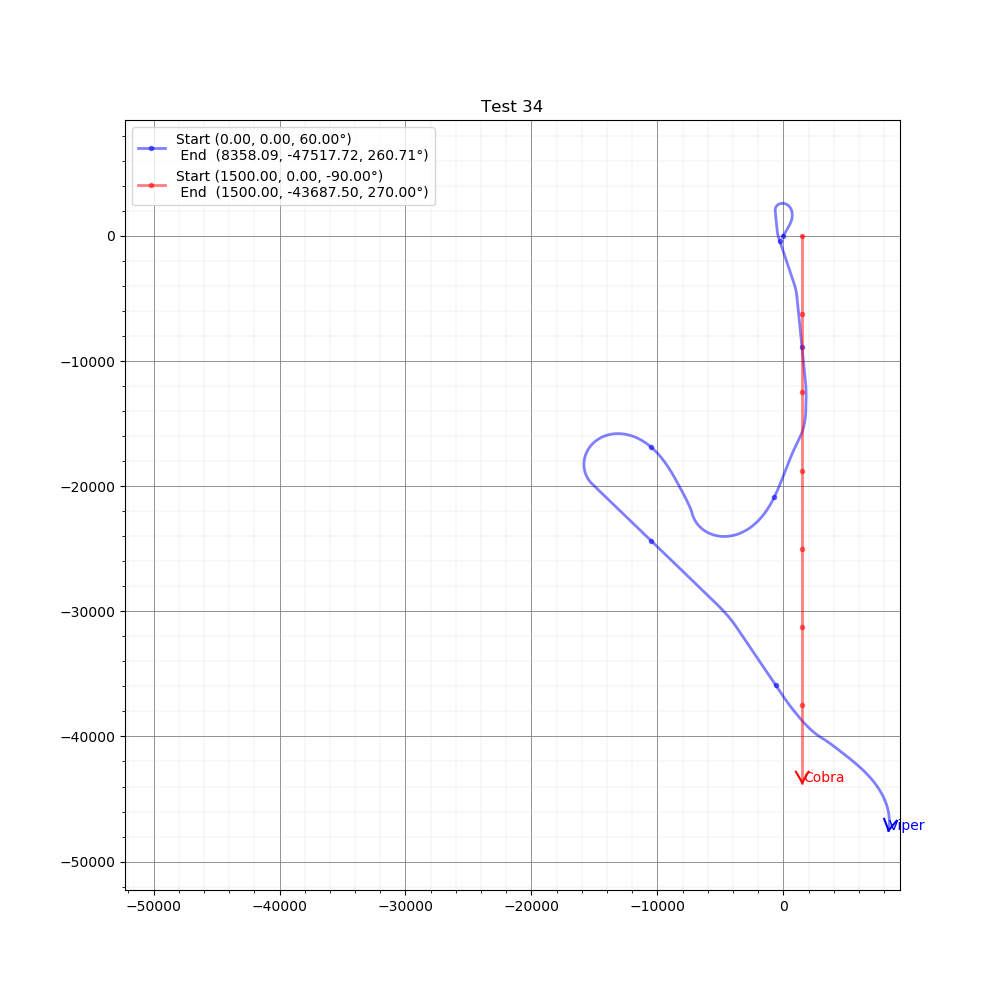 Test 34
Start (0.00, 0.00, 60.00°)
End (8358.09, -47517.72, 260.71°)
Start (1500.00, 0.00, -90.00°)
End (1500.00, -43687.50, 270.00°)
0
−10000
−20000
−30000
−40000
−50000
Cobra
Viper
−50000 −40000 −30000 −20000 −10000 0